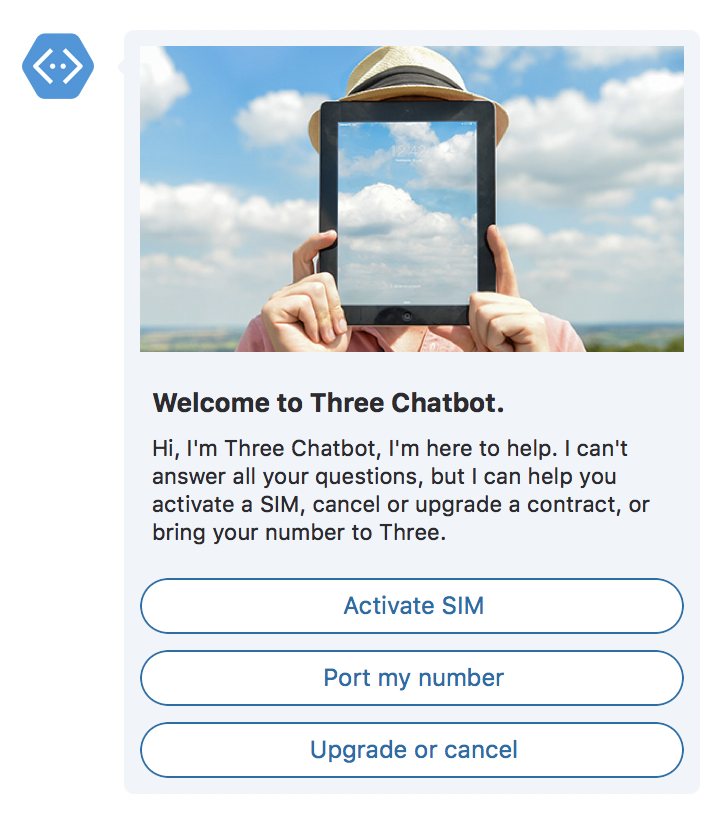 12:42
Welcome to Three Chatbot.
Hi, I'm Three Chatbot, I'm here to help. I can't
answer all your questions, but I can help you
activate a SIM, cancel or upgrade a contract, or
bring your number to Three.
Activate SIM
Port my number
Upgrade or cancel